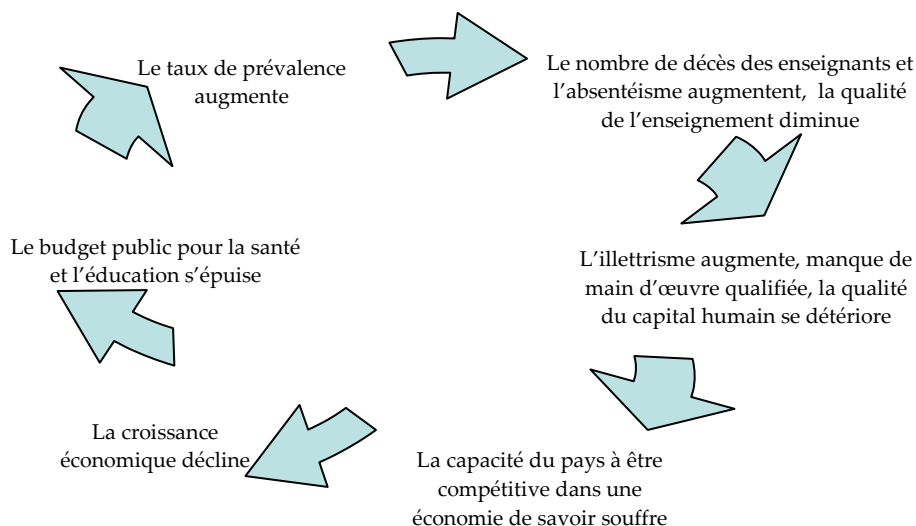 Le taux de prévalence
augmente
Le nombre de décès des enseignants et
l'absentéisme augmentent, la qualité
de l'enseignement diminue
L'illettrisme augmente, manque de
main d'œuvre qualifiée, la qualité
du capital humain se détériore
La capacité du pays à être
compétitive dans une
économie de savoir souffre
La croissance
économique décline
Le budget public pour la santé
et l'éducation s'épuise